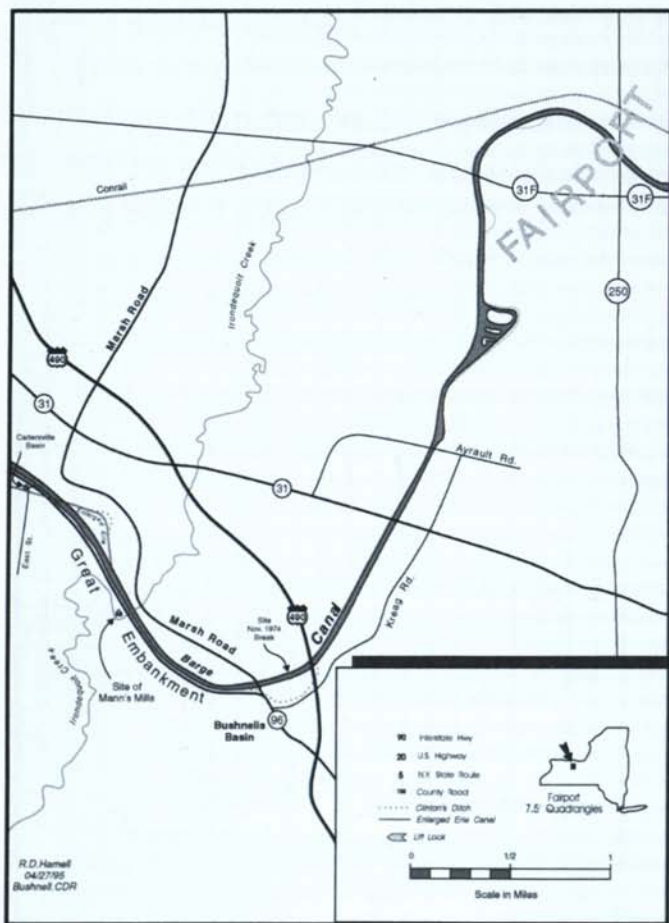 FAIRPORT
31F
31F
Conrail
Irondequoit Creek
250
Marsh Road
490
31
Ayrault Rd.
Cartersville
Basin
31
East St.
Great
Embankment
Kreag Rd.
490
Canal
Site
Nov. 1974
Break
Marsh Road
Barge
Site of
Mann's Mills
Irondequoit Creek
96
Bushnells
Basin
90 Interstate Hwy
20 U.S. Highway
5 N.Y. State Route
County Road
Clinton's Ditch
Enlarged Erie Canal
Lift Lock
Fairport
7.5' Quadrangles
0 1/2 1
Scale in Miles
R.D.Hamell
04/27/95
Bushnell.CDR